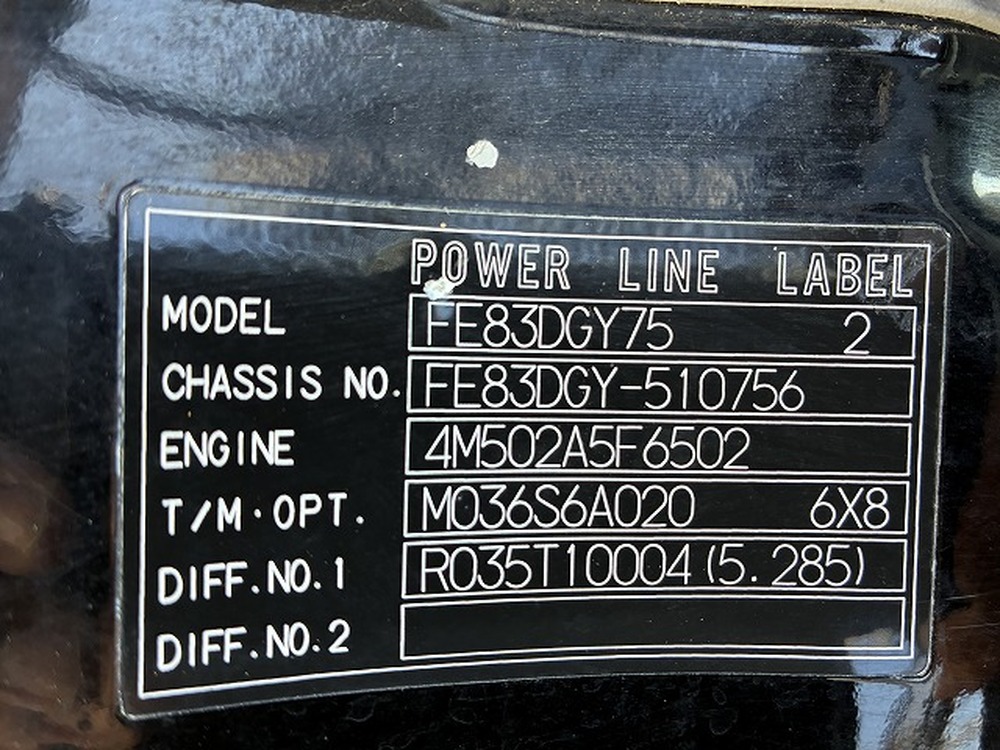 POWER LINE LABEL
MODEL FE83DGY75 2
CHASSIS NO. FE83DGY-510756
ENGINE 4M502A5F6502
T/M·OPT. M036S6A020 6X8
DIFF.NO.1 R035T10004(5.285)
DIFF.NO.2